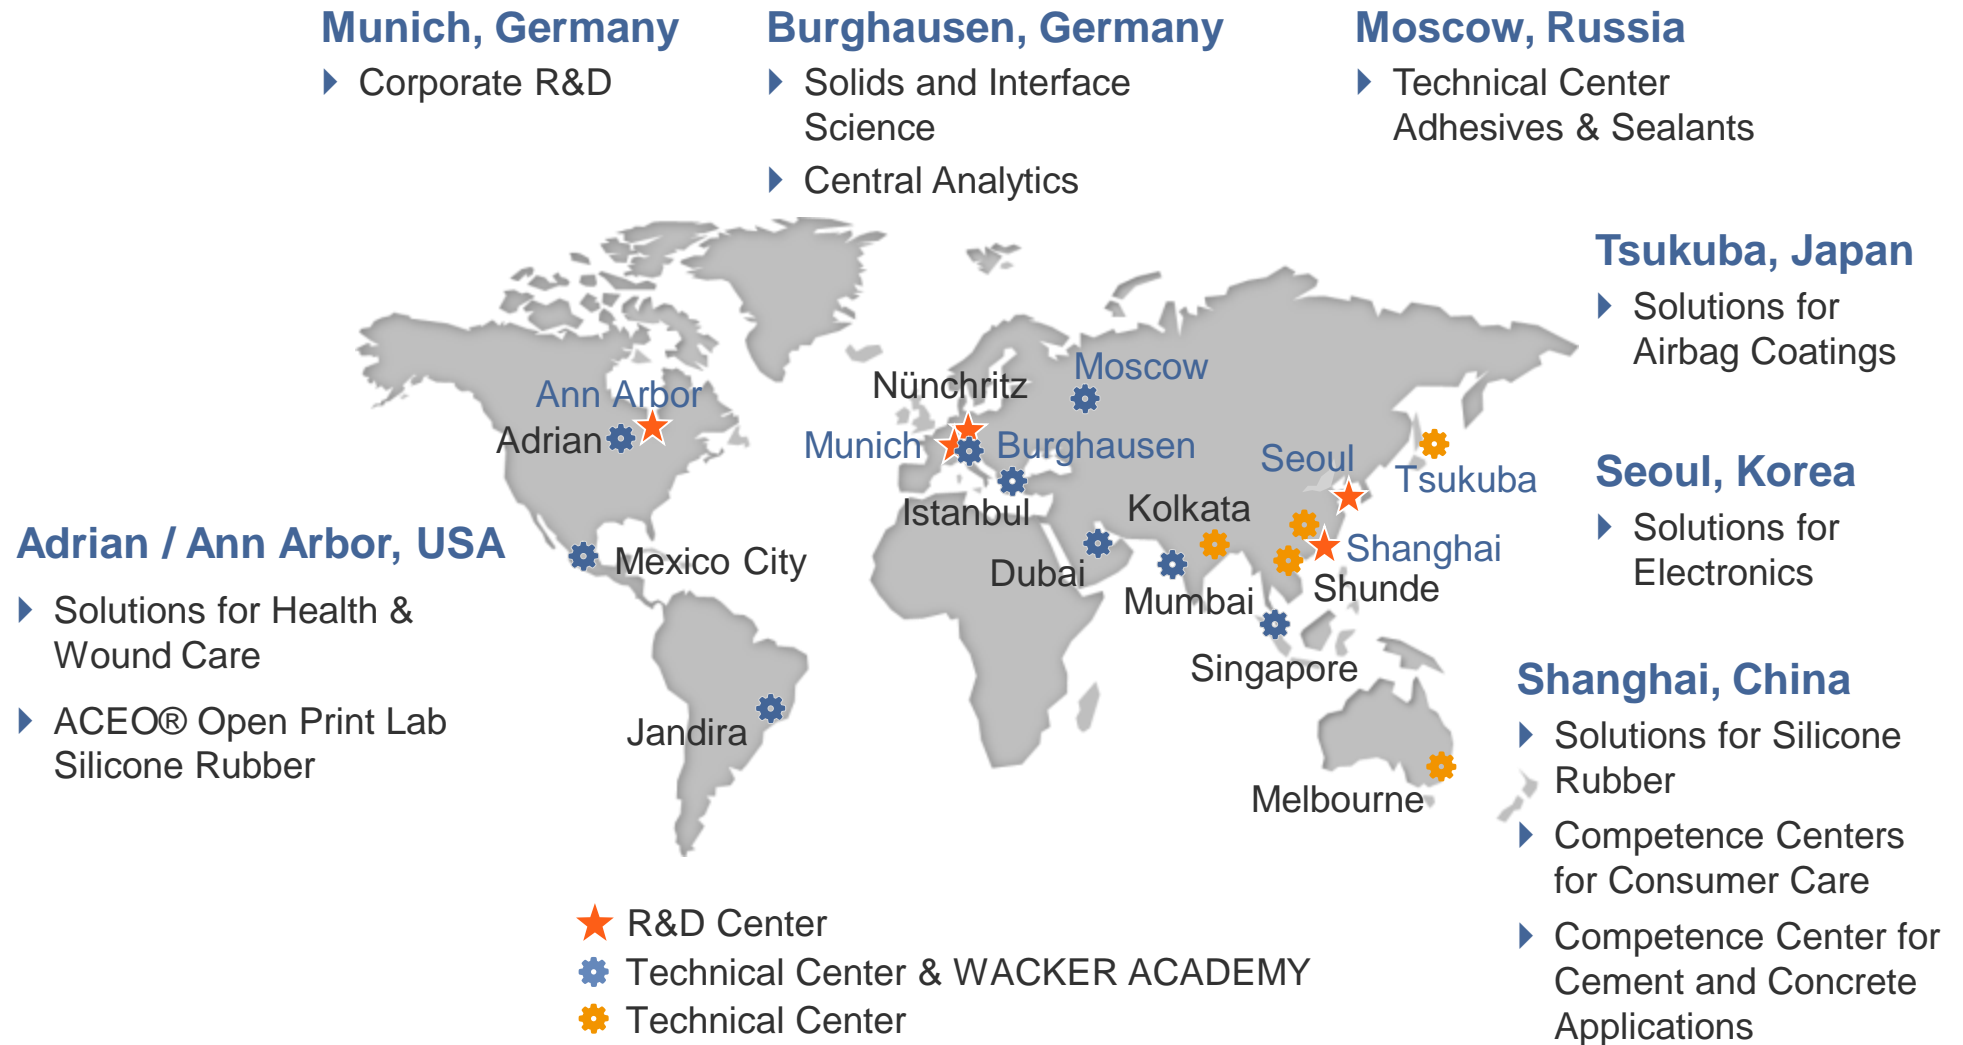 Munich, Germany
Corporate R&D
Burghausen, Germany
Solids and Interface
Science
Central Analytics
Moscow, Russia
Technical Center
Adhesives & Sealants
Tsukuba, Japan
Solutions for
Airbag Coatings
Seoul, Korea
Solutions for
Electronics
Shanghai, China
Solutions for Silicone
Rubber
Competence Centers
for Consumer Care
Competence Center for
Cement and Concrete
Applications
Adrian / Ann Arbor, USA
Solutions for Health &
Wound Care
ACEO® Open Print Lab
Silicone Rubber
Ann Arbor
Adrian
Mexico City
Jandira
Nünchritz
Moscow
Munich
Burghausen
Istanbul
Dubai
Kolkata
Mumbai
Singapore
Seoul
Tsukuba
Shanghai
Shunde
Melbourne
R&D Center
Technical Center & WACKER ACADEMY
Technical Center